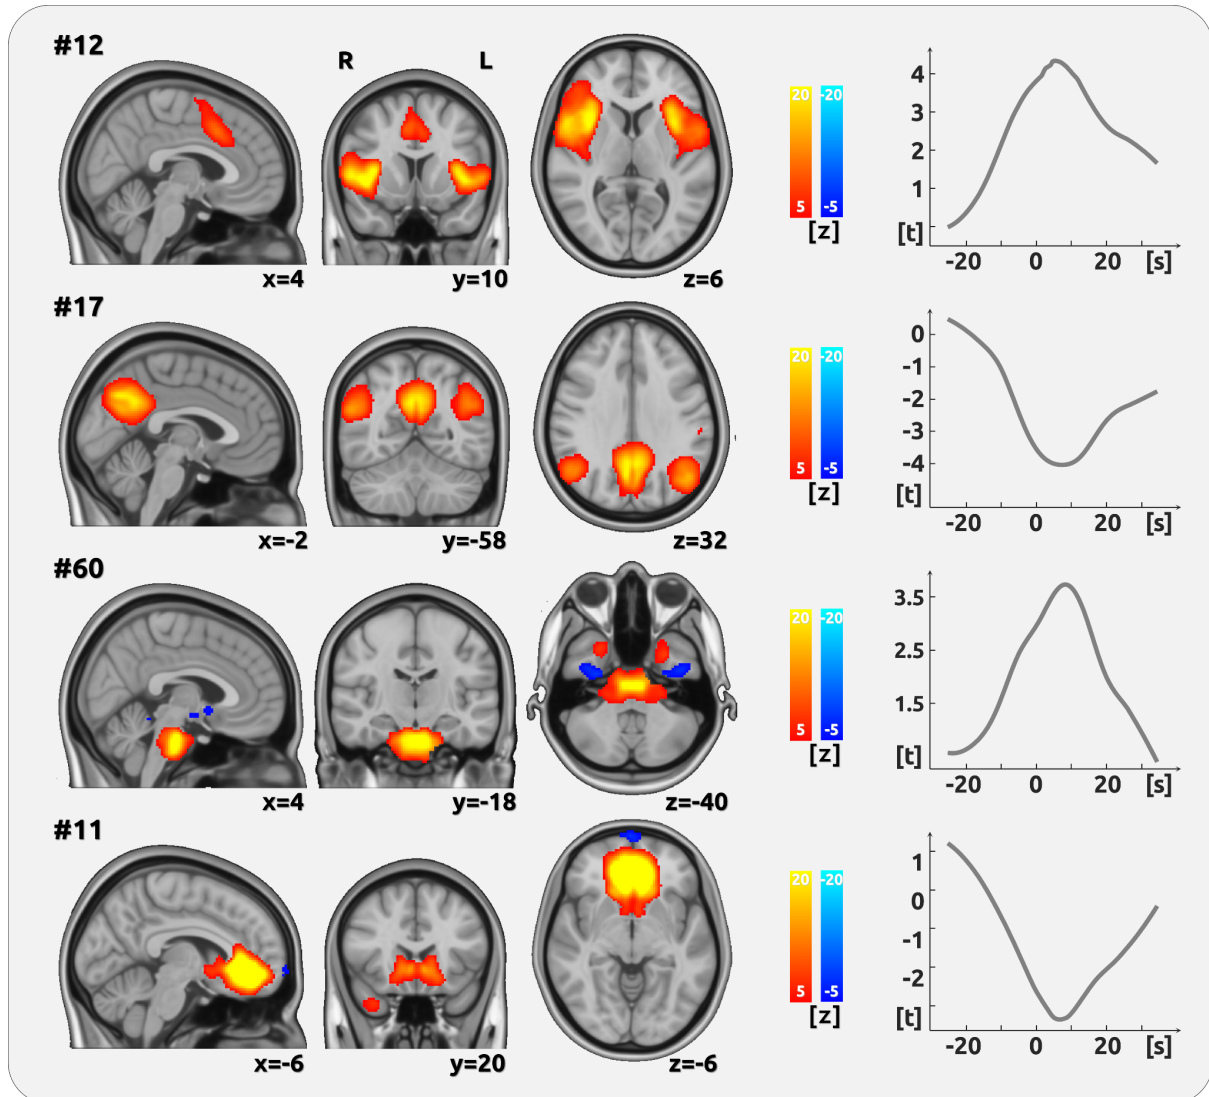 #12
R L
x=4 y=10 z=6
20 -20
5 -5
[z]
4
3
2
1
[t]
-20 0 20 [s]
#17
x=-2 y=-58 z=32
20 -20
5 -5
[z]
0
-1
-2
-3
-4
[t]
-20 0 20 [s]
#60
x=4 y=-18 z=-40
20 -20
5 -5
[z]
3.5
2.5
1.5
[t]
-20 0 20 [s]
#11
x=-6 y=20 z=-6
20 -20
5 -5
[z]
1
0
-1
-2
[t]
-20 0 20 [s]